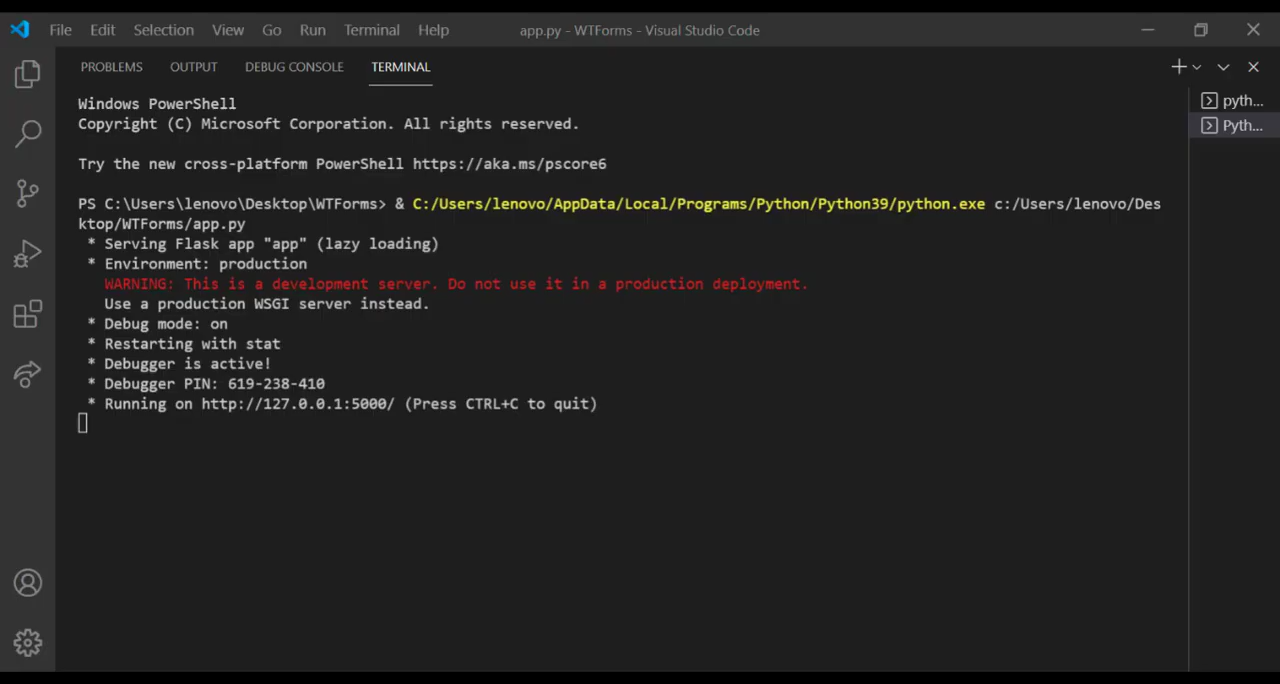 File Edit Selection View Go Run Terminal Help app.py - WTForms - Visual Studio Code
PROBLEMS OUTPUT DEBUG CONSOLE TERMINAL
Windows PowerShell
Copyright (C) Microsoft Corporation. All rights reserved.
Try the new cross-platform PowerShell https://aka.ms/pscore6
PS C:\Users\lenovo\Desktop\WTForms> & C:/Users/lenovo/AppData/Local/Programs/Python/Python39/python.exe c:/Users/lenovo/Des
ktop/WTForms/app.py
* Serving Flask app "app" (lazy loading)
* Environment: production
WARNING: This is a development server. Do not use it in a production deployment.
Use a production WSGI server instead.
* Debug mode: on
* Restarting with stat
* Debugger is active!
* Debugger PIN: 619-238-410
* Running on http://127.0.0.1:5000/ (Press CTRL+C to quit)
pyth...
Pyth...